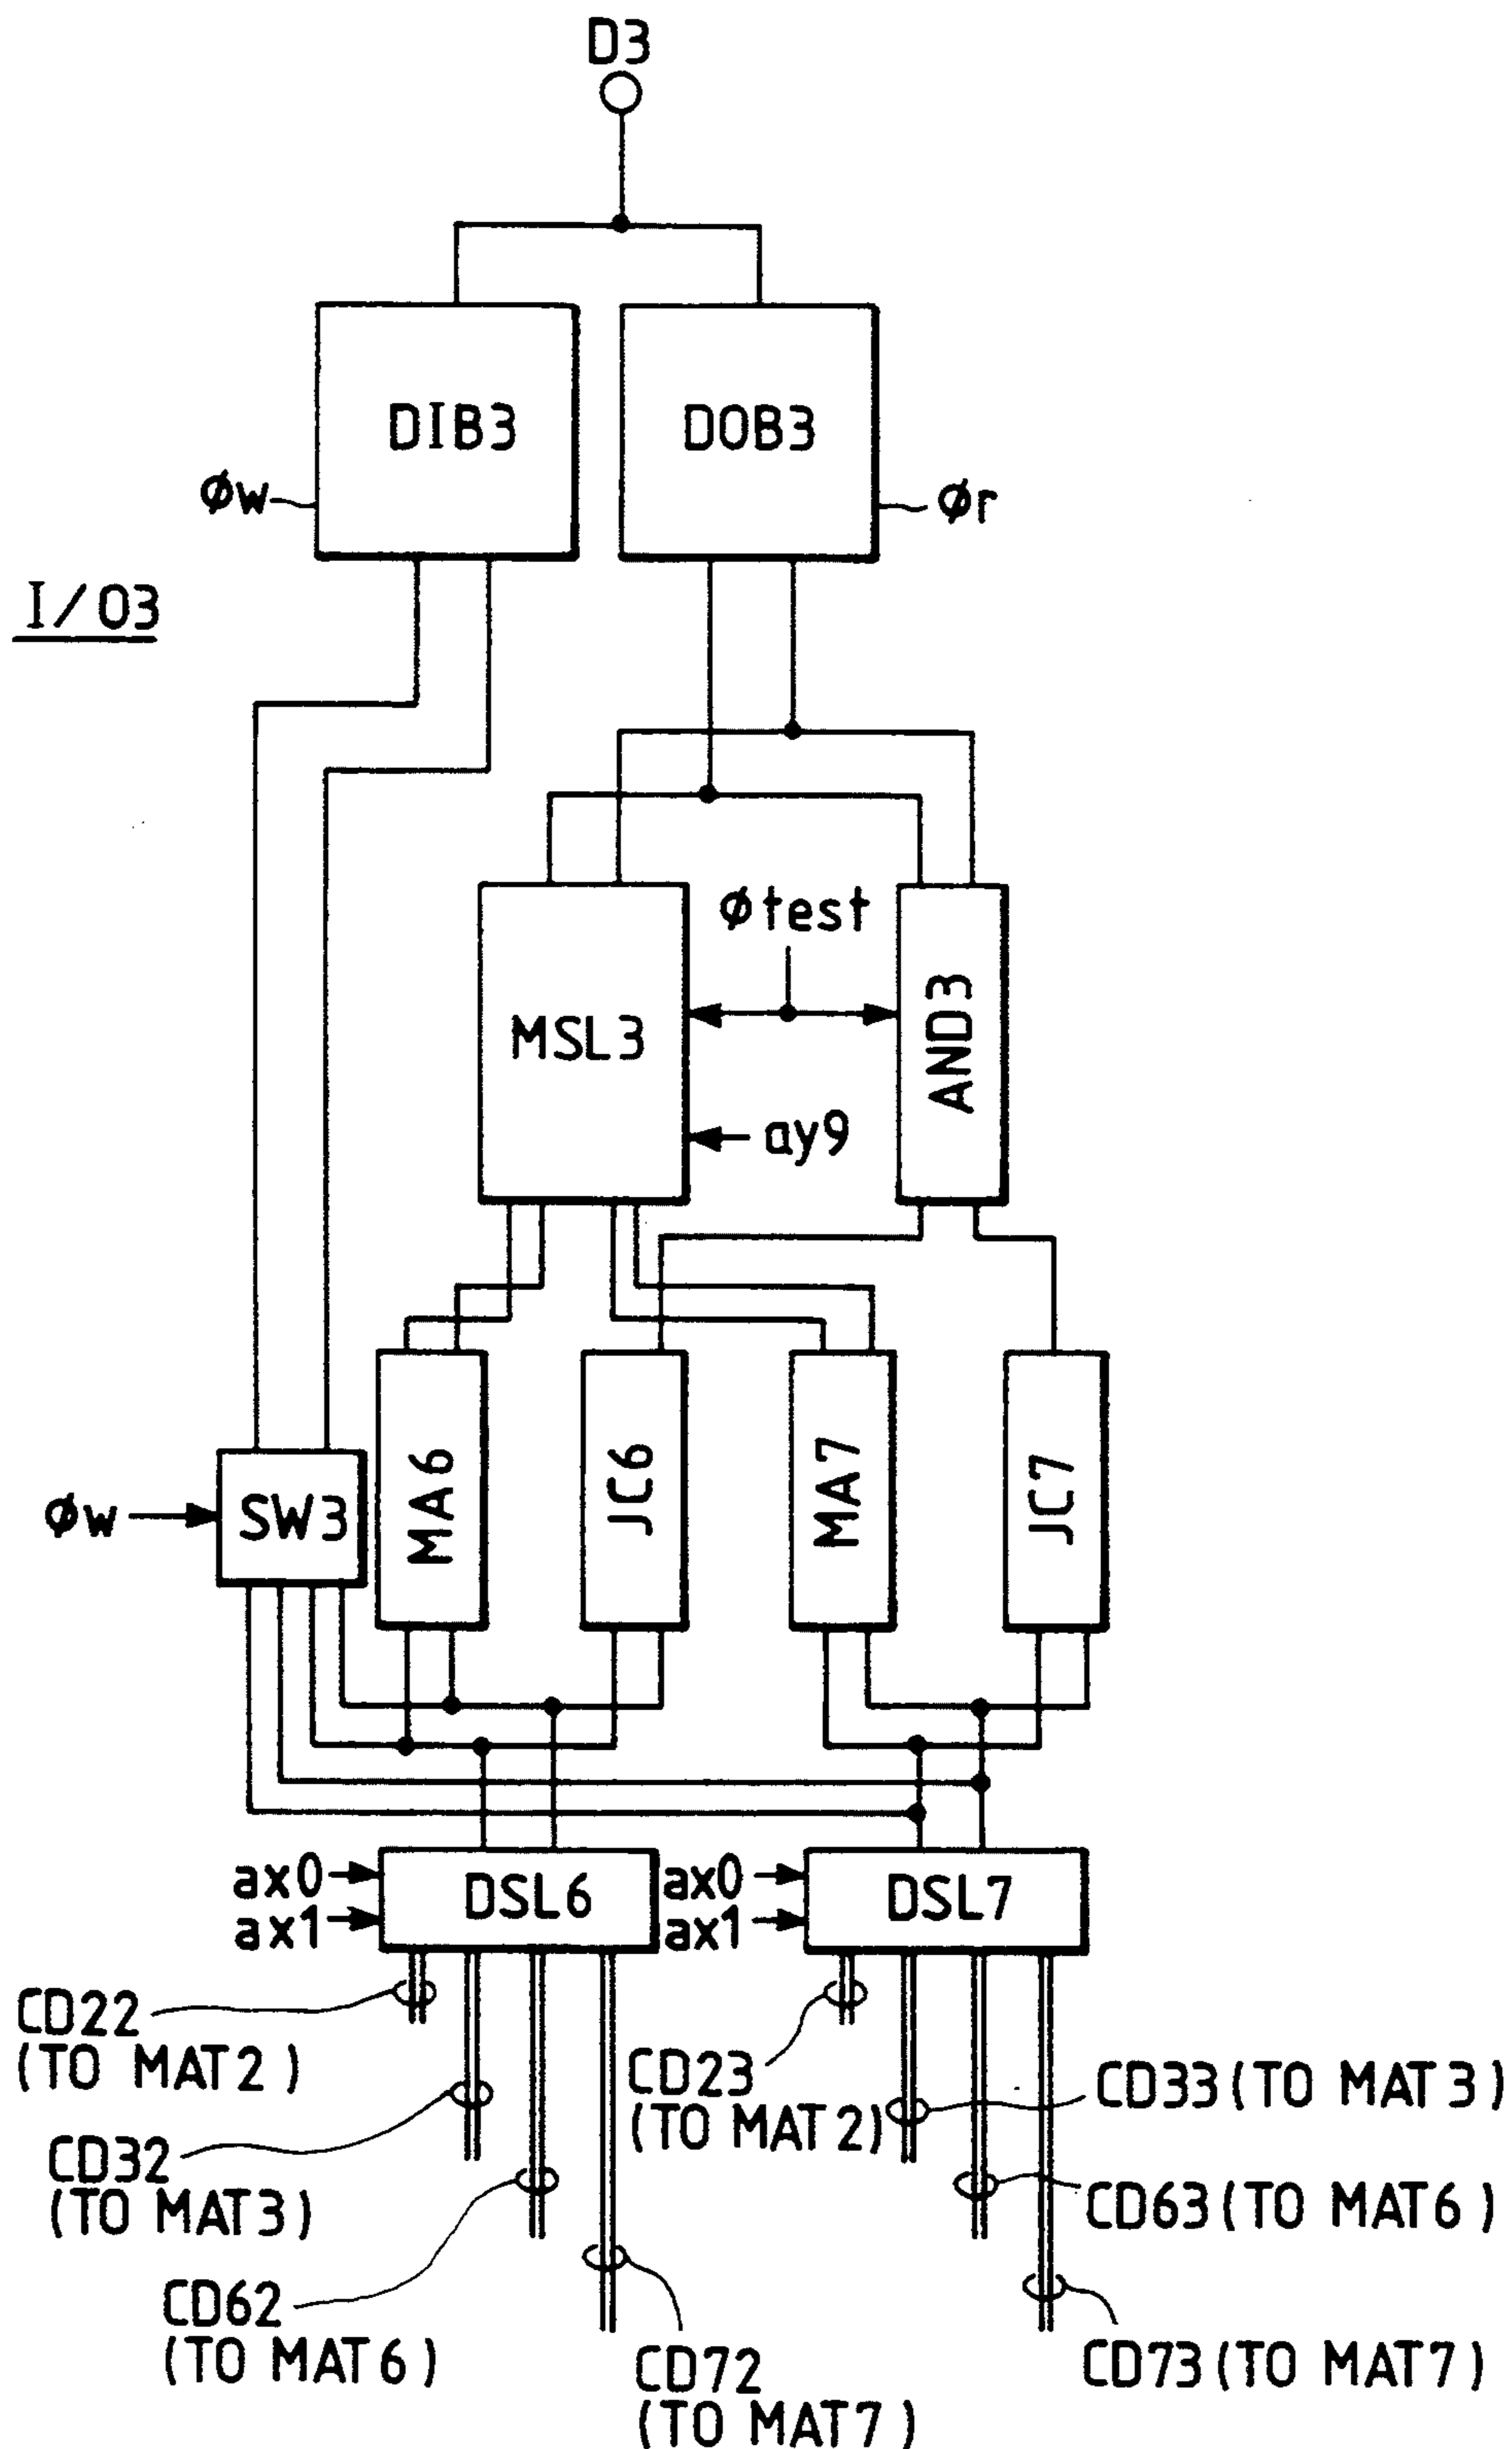 D3
DIB3
DOB3
φw
φr
I/O3
φtest
MSL3
AND3
ay9
MA6
JC6
MA7
JC7
φw
SW3
ax0
ax1
DSL6
ax0
ax1
DSL7
CD22
(TO MAT2)
CD23
(TO MAT2)
CD33(TO MAT3)
CD32
(TO MAT3)
CD63(TO MAT6)
CD62
(TO MAT6)
CD72
(TO MAT7)
CD73(TO MAT7)